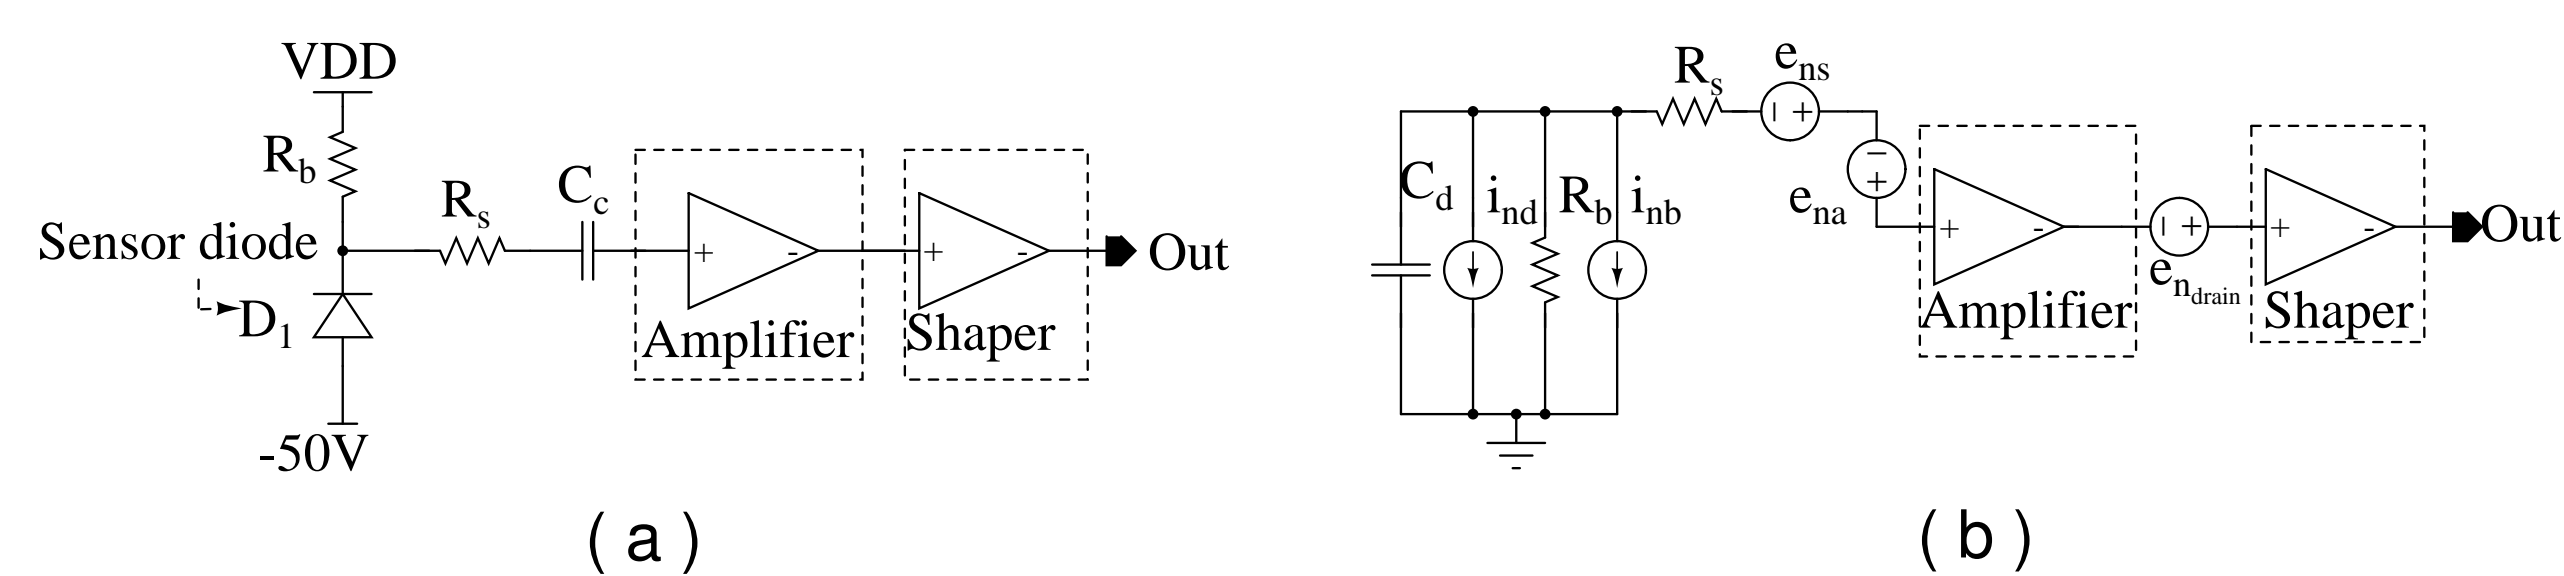 VDD
R_b
R_s
C_c
Sensor diode
D_1
+
-
+
-
Out
Amplifier
Shaper
-50V
( a )
R_s
e_ns
C_d
i_nd
R_b
i_nb
e_na
+
-
+
-
+
-
+
-
Out
e_n_drain
Amplifier
Shaper
( b )